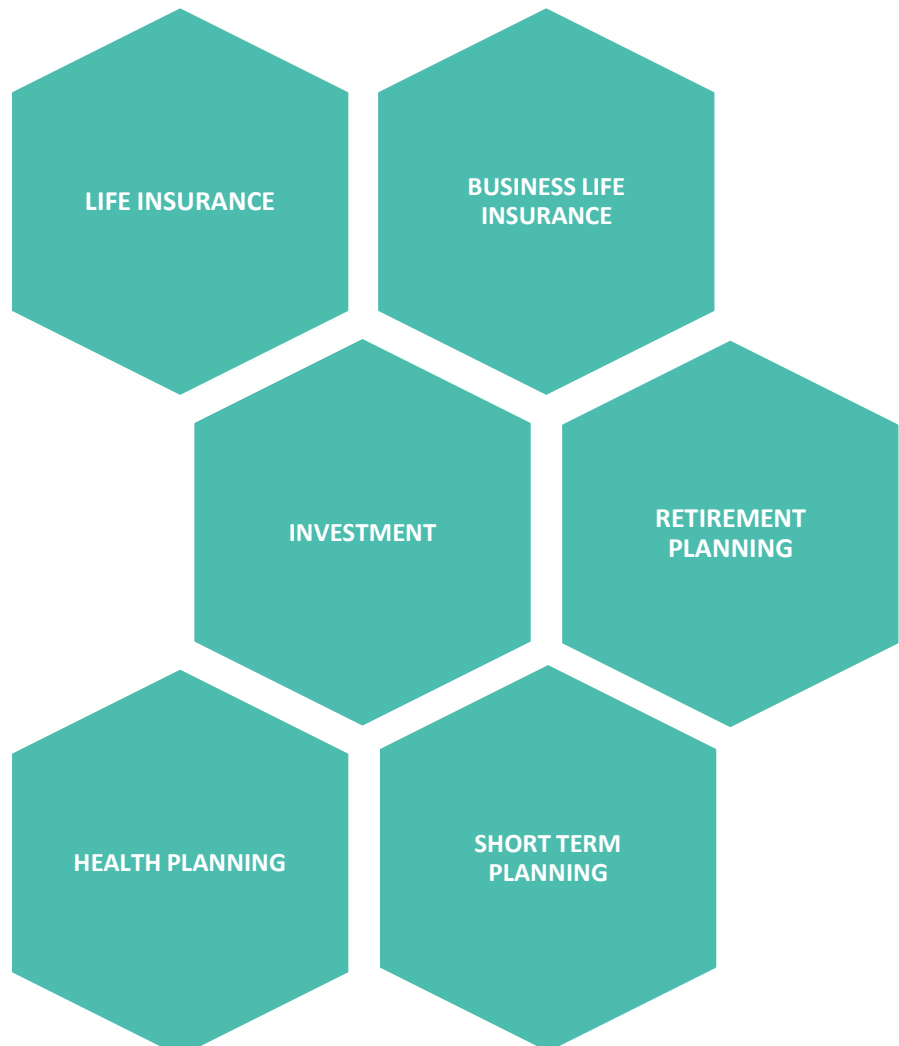 LIFE INSURANCE
BUSINESS LIFE
INSURANCE
INVESTMENT
RETIREMENT
PLANNING
HEALTH PLANNING
SHORT TERM
PLANNING